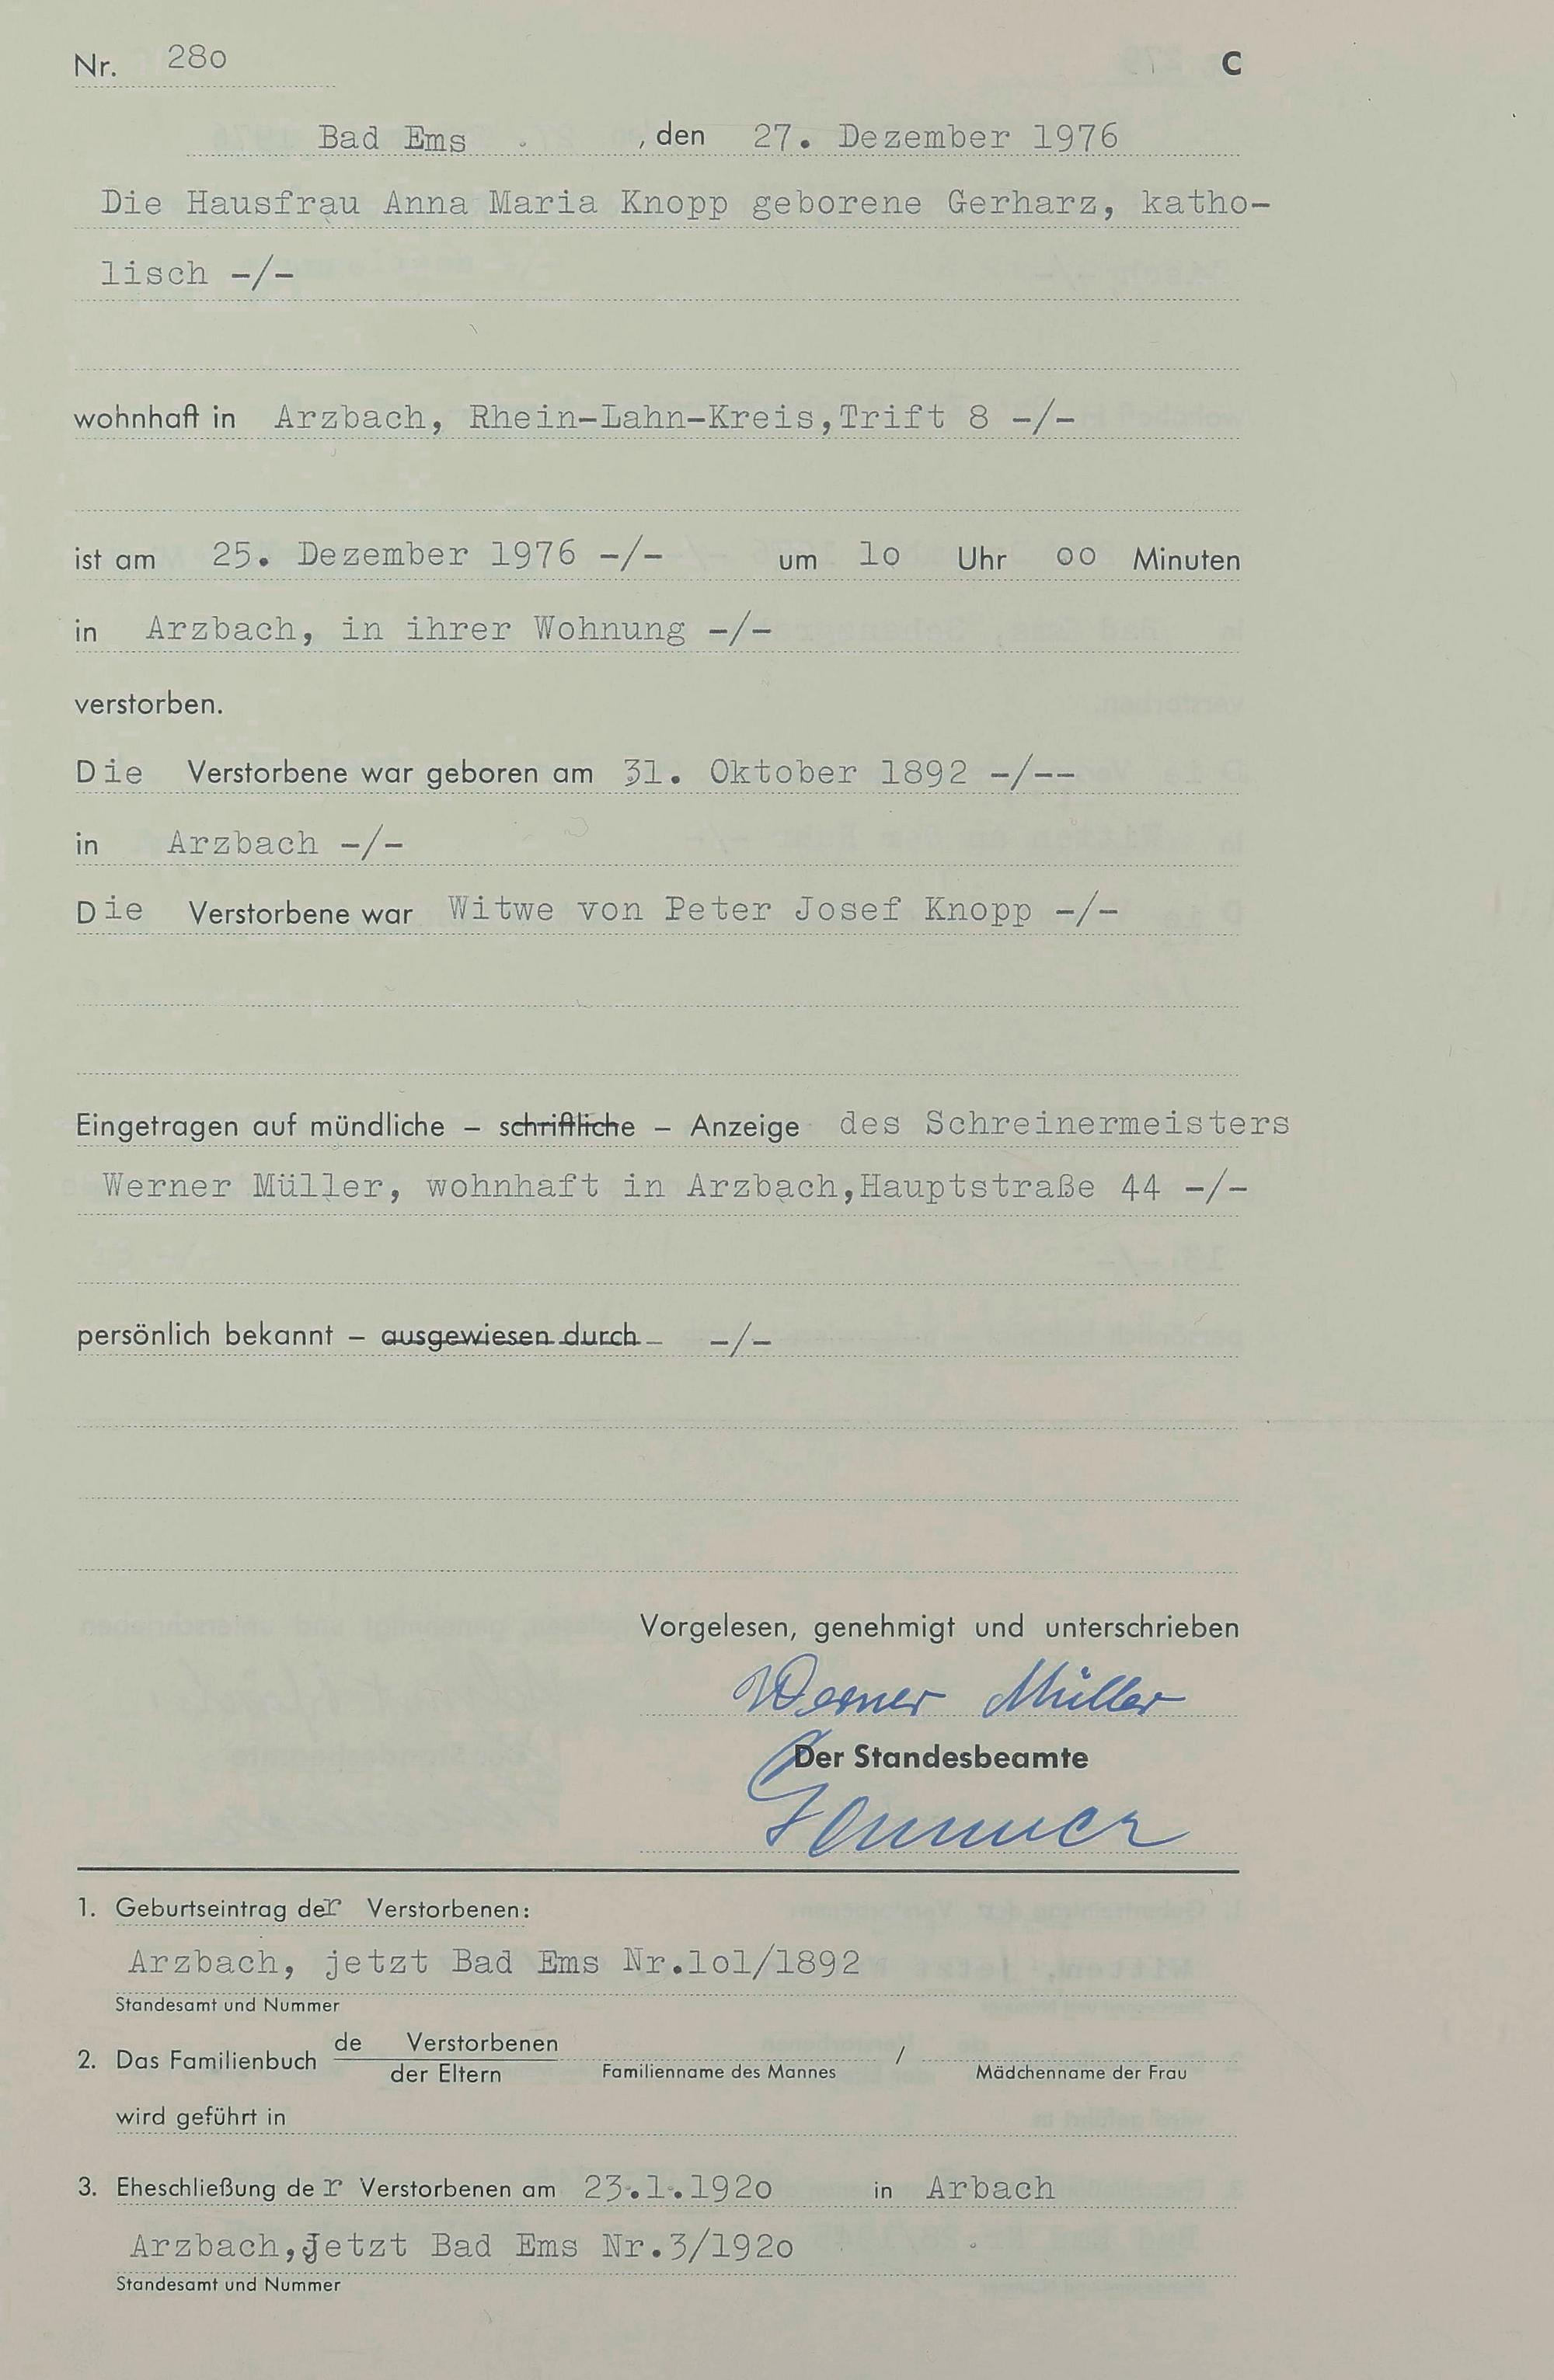 Nr. 28o C
Bad Ems , den 27. Dezember 1976
Die Hausfrau Anna Maria Knopp geborene Gerharz, katho-
lisch -/-
wohnhaft in Arzbach, Rhein-Lahn-Kreis,Trift 8 -/-
ist am 25. Dezember 1976 -/- um lo Uhr oo Minuten
in Arzbach, in ihrer Wohnung -/-
verstorben.
Die Verstorbene war geboren am 31. Oktober 1892 -/--
in Arzbach -/-
Die Verstorbene war Witwe von Peter Josef Knopp -/-
Eingetragen auf mündliche – schriftliche – Anzeige des Schreinermeisters
Werner Müller, wohnhaft in Arzbach,Hauptstraße 44 -/-
persönlich bekannt – ausgewiesen durch – -/-
Vorgelesen, genehmigt und unterschrieben
Werner Müller
Der Standesbeamte
1. Geburtseintrag der Verstorbenen:
Arzbach, jetzt Bad Ems Nr.lol/1892
Standesamt und Nummer
2. Das Familienbuch de Verstorbenen
der Eltern Familienname des Mannes / Mädchenname der Frau
wird geführt in
3. Eheschließung der Verstorbenen am 23.1.192o in Arbach
Arzbach,jetzt Bad Ems Nr.3/192o
Standesamt und Nummer